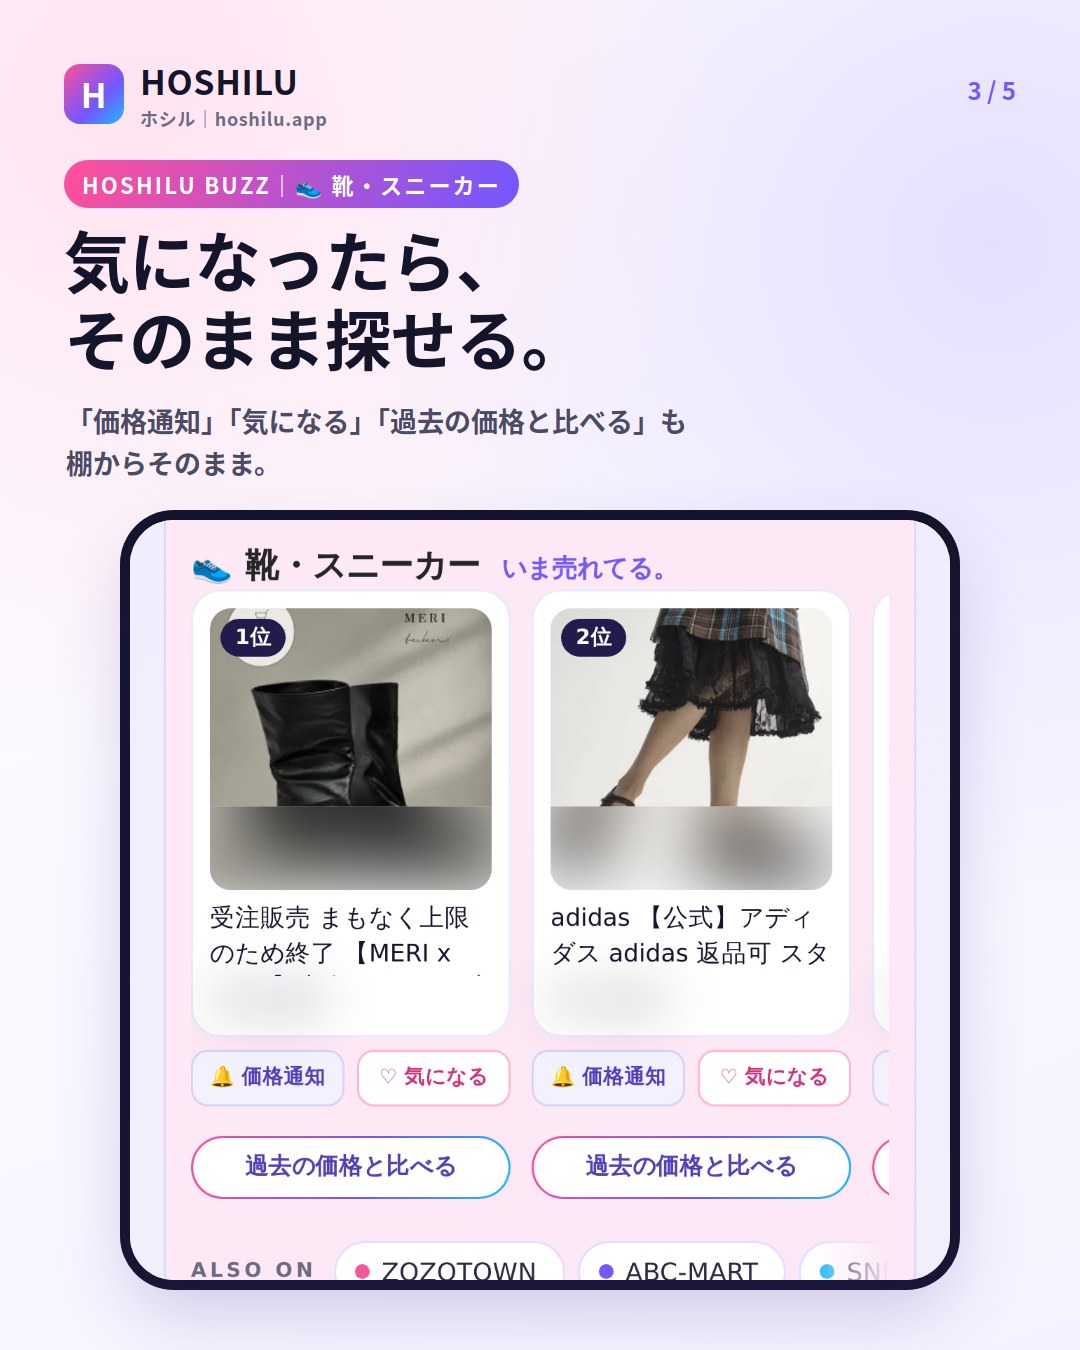 H
HOSHILU
ホシル｜hoshilu.app
3 / 5
HOSHILU BUZZ｜👟 靴・スニーカー
気になったら、
そのまま探せる。
「価格通知」「気になる」「過去の価格と比べる」も
棚からそのまま。
👟 靴・スニーカー いま売れてる。
1位
MERI
2位
受注販売 まもなく上限
のため終了 【MERI x
adidas 【公式】アディ
ダス adidas 返品可 スタ
🔔 価格通知 ♡ 気になる
🔔 価格通知 ♡ 気になる
過去の価格と比べる
過去の価格と比べる
ALSO ON
ZOZOTOWN
ABC-MART